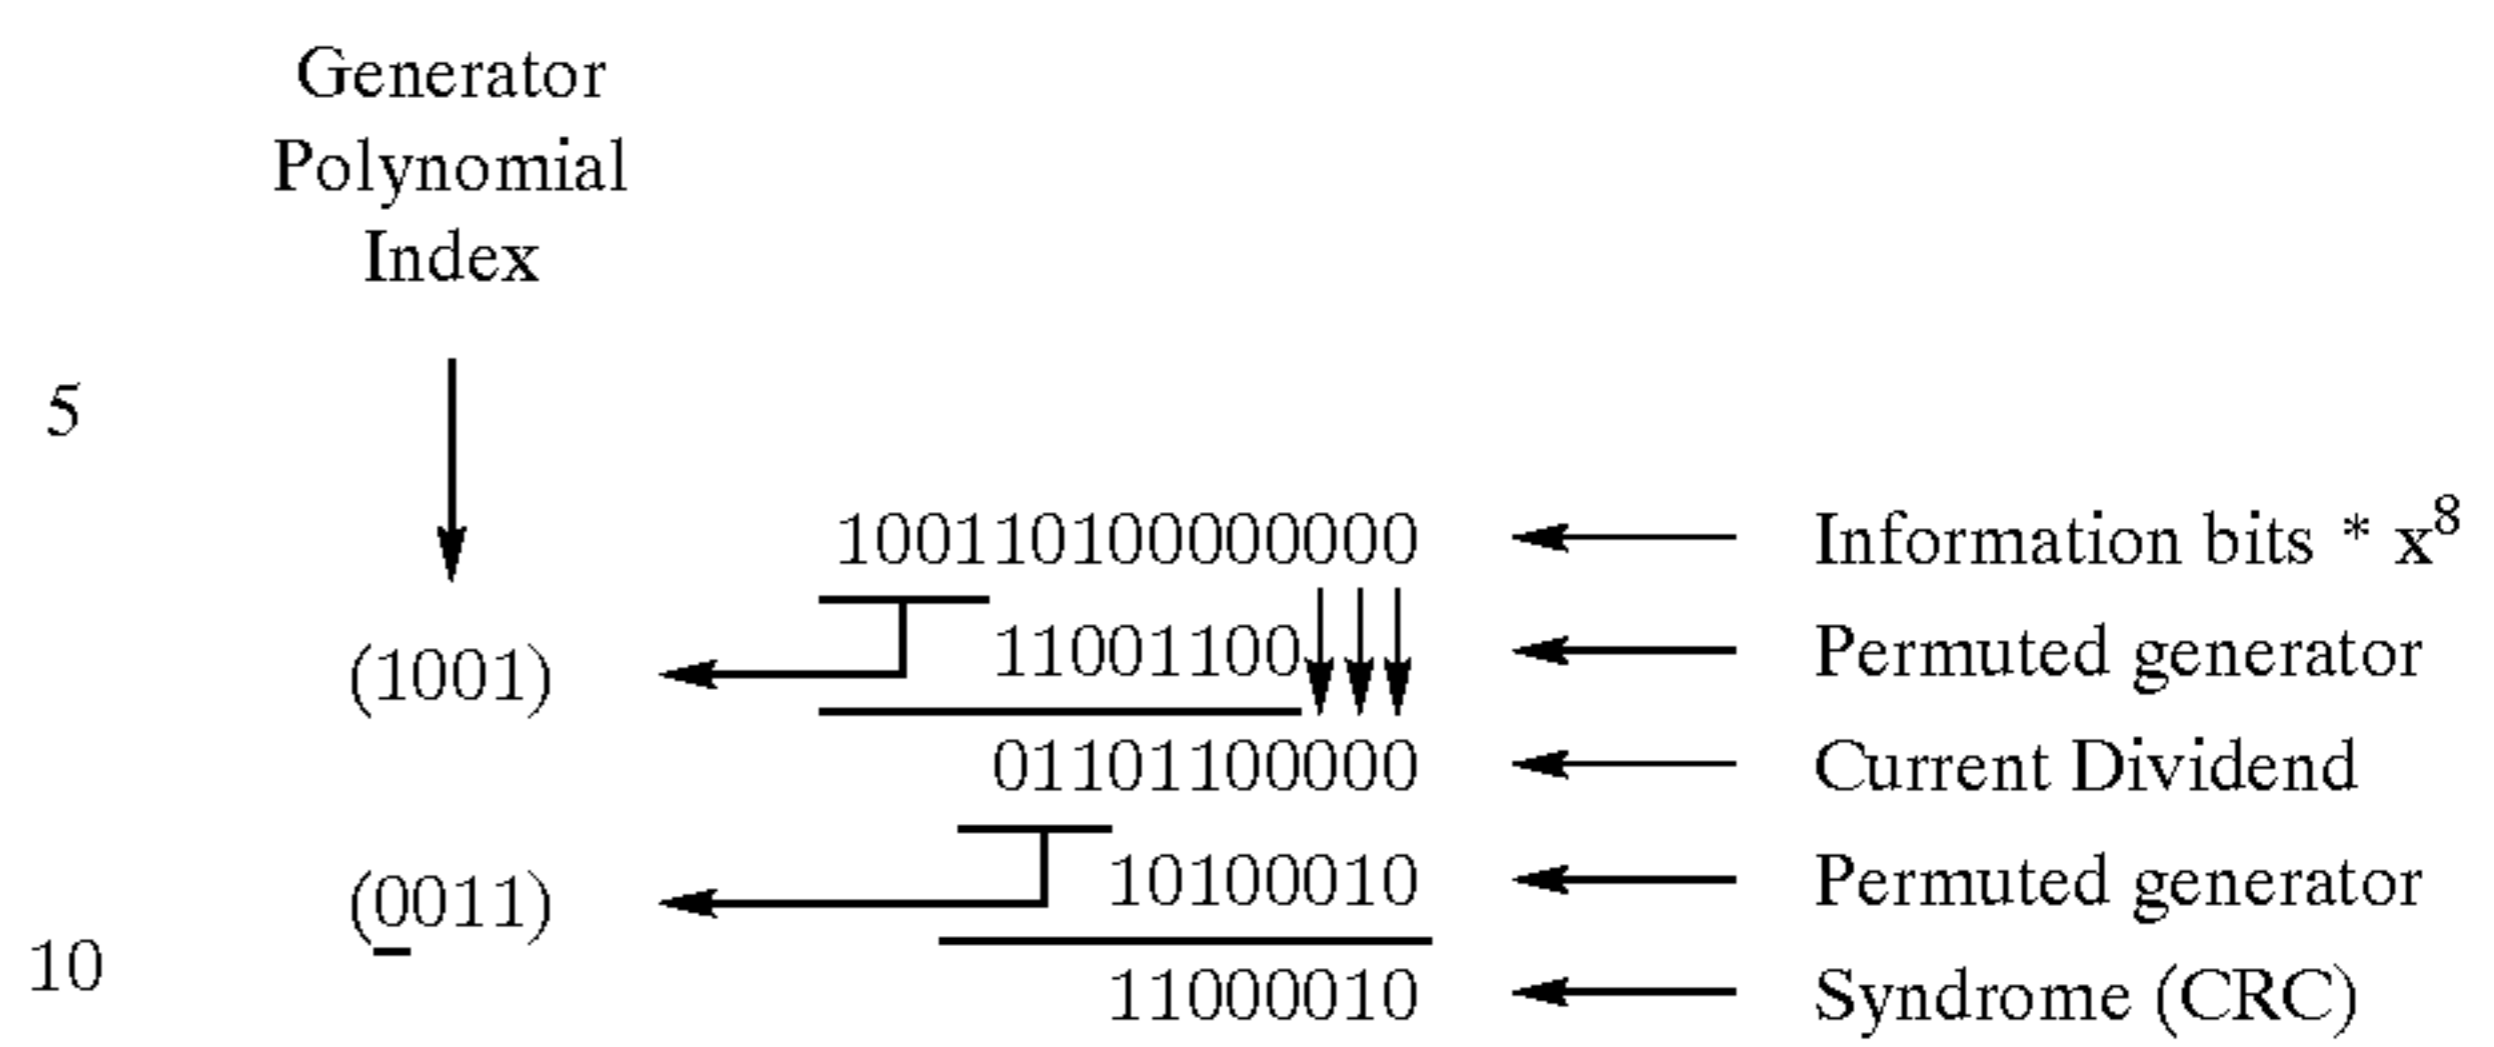 Generator
Polynomial
Index
5
100110100000000 Information bits * x⁸
(1001) 11001100 Permuted generator
01101100000 Current Dividend
(0011) 10100010 Permuted generator
10 11000010 Syndrome (CRC)